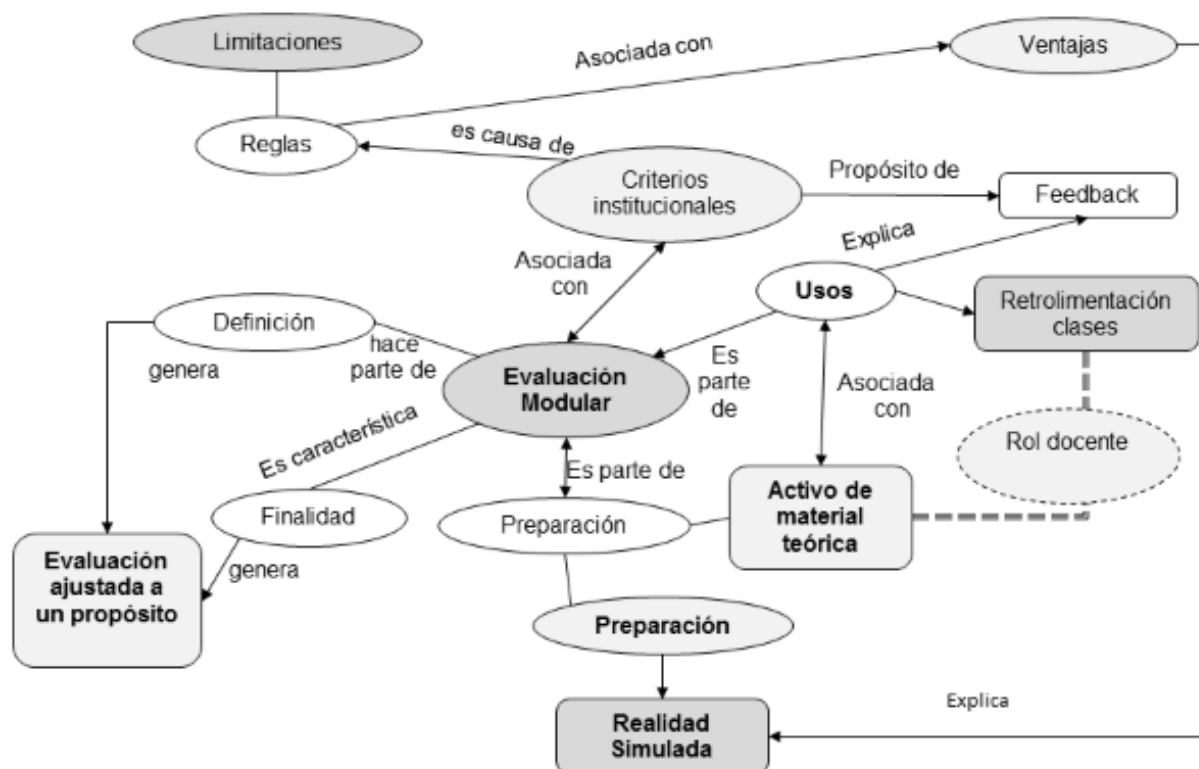 Limitaciones
Asociada con
Ventajas
Reglas
es causa de
Criterios
institucionales
Propósito de
Feedback
Explica
Asociada
con
Usos
Retrolimentación
clases
Definición
hace
parte de
genera
Evaluación
Modular
Es
parte
de
Asociada
con
Rol docente
Es característica
Es parte de
Finalidad
Preparación
Activo de
material
teórica
Evaluación
ajustada a
un propósito
genera
Preparación
Explica
Realidad
Simulada